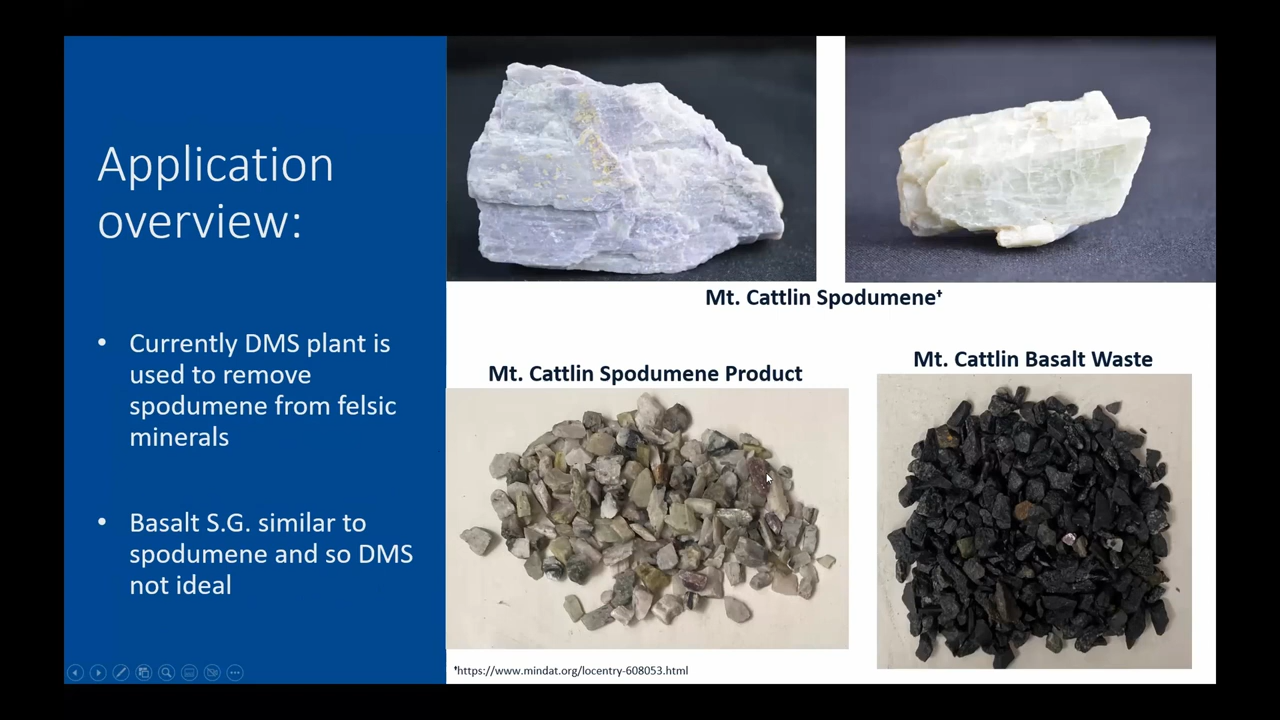 Application
overview:
• Currently DMS plant is
used to remove
spodumene from felsic
minerals
• Basalt S.G. similar to
spodumene and so DMS
not ideal
Mt. Cattlin Spodumene†
Mt. Cattlin Spodumene Product
Mt. Cattlin Basalt Waste
†https://www.mindat.org/locentry-608053.html